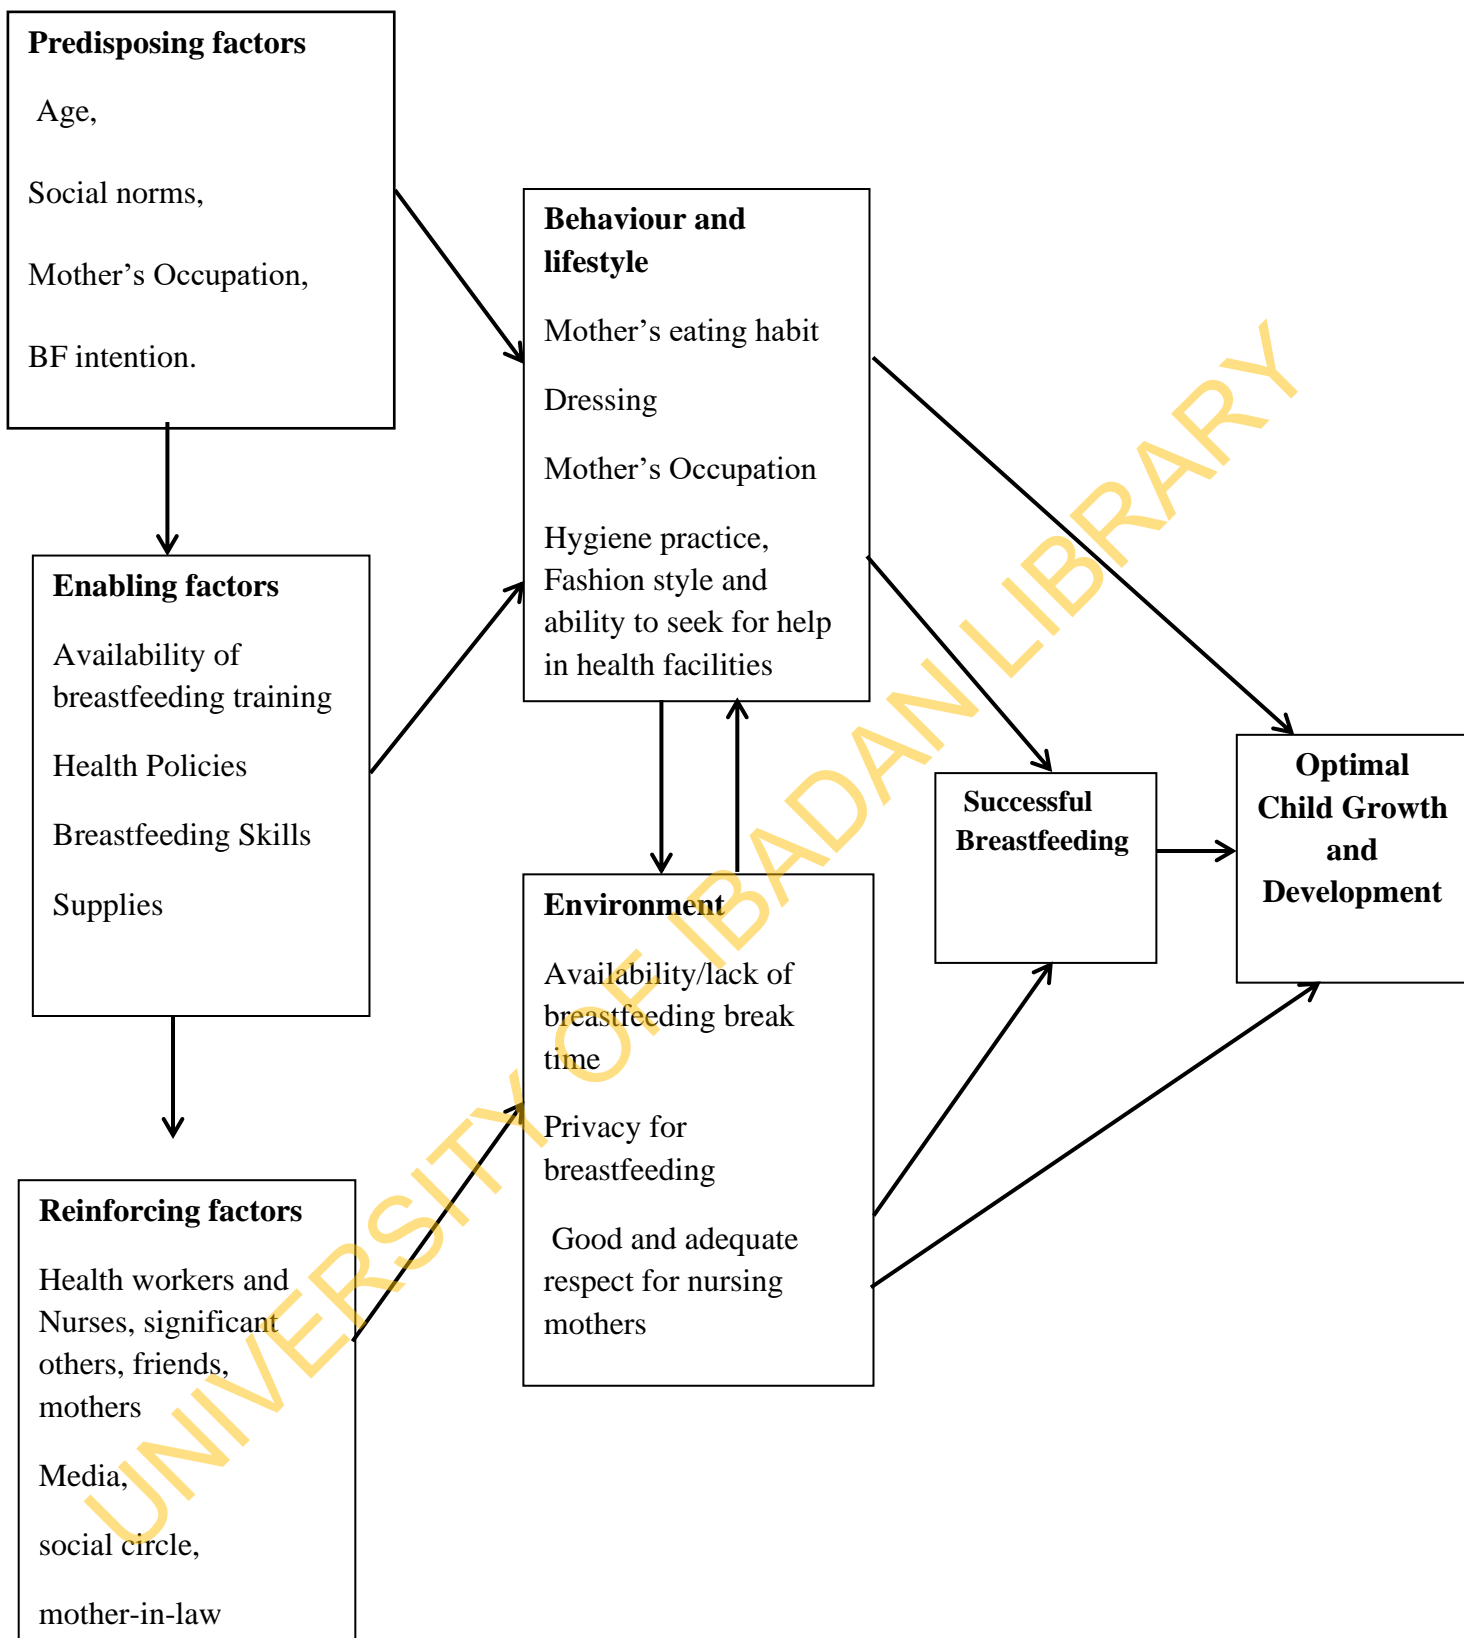 Predisposing factors
Age,
Social norms,
Mother’s Occupation,
BF intention.
Enabling factors
Availability of
breastfeeding training
Health Policies
Breastfeeding Skills
Supplies
Reinforcing factors
Health workers and
Nurses, significant
others, friends,
mothers
Media,
social circle,
mother-in-law
Behaviour and
lifestyle
Mother’s eating habit
Dressing
Mother’s Occupation
Hygiene practice,
Fashion style and
ability to seek for help
in health facilities
Environment
Availability/lack of
breastfeeding break
time
Privacy for
breastfeeding
Good and adequate
respect for nursing
mothers
Successful
Breastfeeding
Optimal
Child Growth
and
Development
UNIVERSITY OF IBADAN LIBRARY